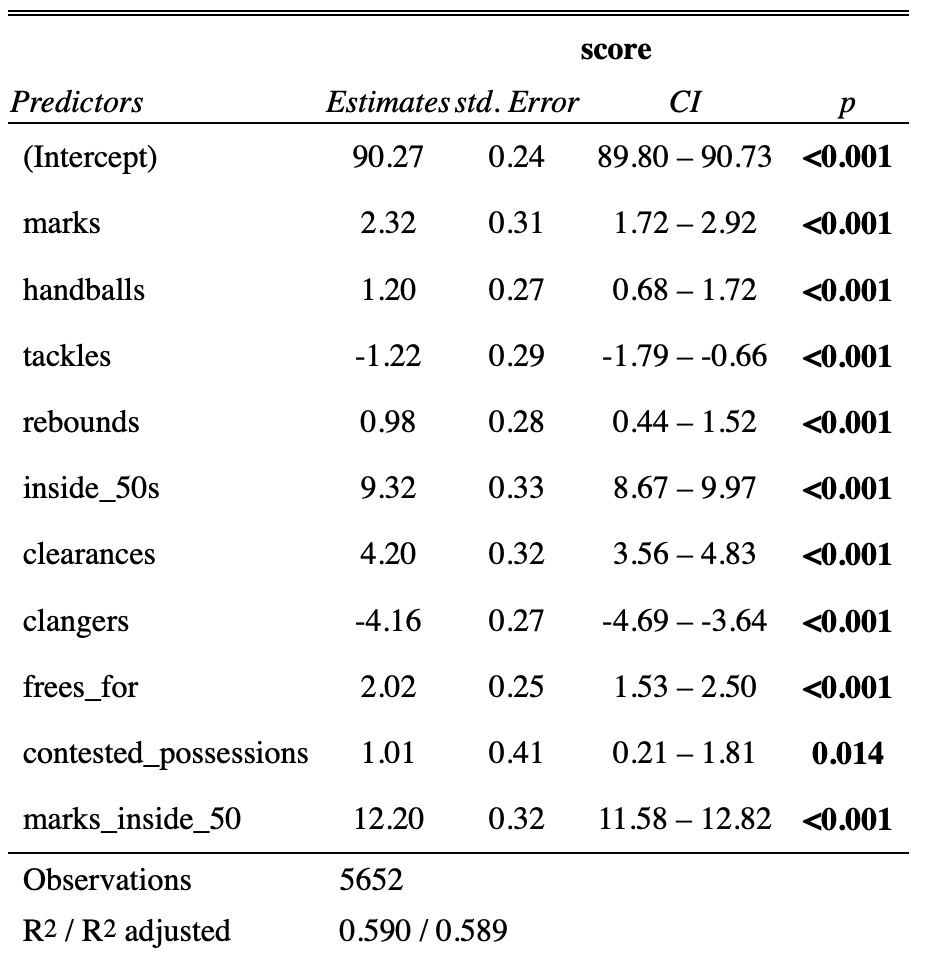 score
Predictors Estimates std. Error CI p
(Intercept) 90.27 0.24 89.80 – 90.73 <0.001
marks 2.32 0.31 1.72 – 2.92 <0.001
handballs 1.20 0.27 0.68 – 1.72 <0.001
tackles -1.22 0.29 -1.79 – -0.66 <0.001
rebounds 0.98 0.28 0.44 – 1.52 <0.001
inside_50s 9.32 0.33 8.67 – 9.97 <0.001
clearances 4.20 0.32 3.56 – 4.83 <0.001
clangers -4.16 0.27 -4.69 – -3.64 <0.001
frees_for 2.02 0.25 1.53 – 2.50 <0.001
contested_possessions 1.01 0.41 0.21 – 1.81 0.014
marks_inside_50 12.20 0.32 11.58 – 12.82 <0.001
Observations 5652
R2 / R2 adjusted 0.590 / 0.589